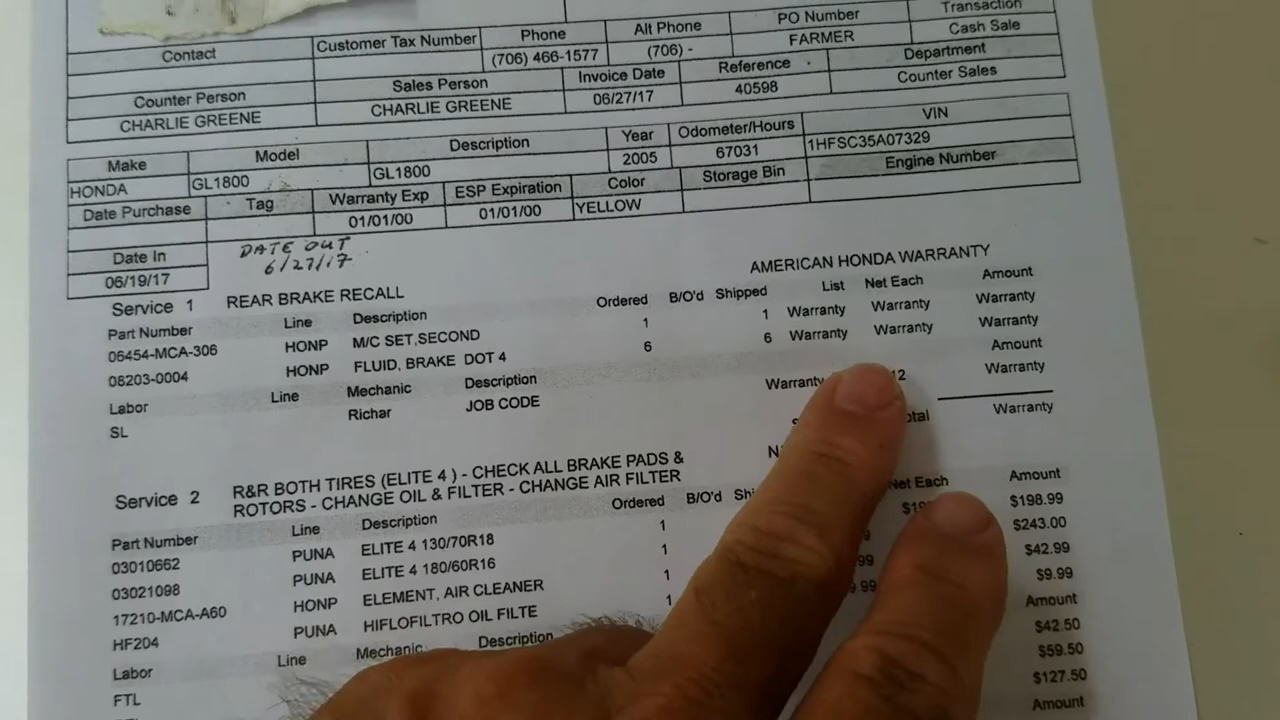 Contact Customer Tax Number Phone Alt Phone PO Number Transaction
(706) 466-1577 (706) - FARMER Cash Sale
Counter Person Sales Person Invoice Date Reference Department
CHARLIE GREENE CHARLIE GREENE 06/27/17 40598 Counter Sales
Make Model Description Year Odometer/Hours VIN
HONDA GL1800 GL1800 2005 67031 1HFSC35A07329
Date Purchase Tag Warranty Exp ESP Expiration Color Storage Bin Engine Number
01/01/00 01/01/00 YELLOW
Date In DATE OUT
06/19/17 6/27/17
Service 1 REAR BRAKE RECALL AMERICAN HONDA WARRANTY
Part Number Line Description Ordered B/O'd Shipped List Net Each Amount
06454-MCA-306 HONP M/C SET,SECOND 1 1 Warranty Warranty Warranty
08203-0004 HONP FLUID, BRAKE DOT 4 6 6 Warranty Warranty Warranty
Labor Line Mechanic Description Amount
SL Richar JOB CODE Warranty 12 Warranty
Warranty
Service 2 R&R BOTH TIRES (ELITE 4 ) - CHECK ALL BRAKE PADS &
ROTORS - CHANGE OIL & FILTER - CHANGE AIR FILTER
Part Number Line Description Ordered B/O'd Net Each Amount
03010662 PUNA ELITE 4 130/70R18 1 $198.99
03021098 PUNA ELITE 4 180/60R16 1 $243.00
17210-MCA-A60 HONP ELEMENT, AIR CLEANER 1 $42.99
HF204 PUNA HIFLOFILTRO OIL FILTE 1 $9.99
Labor Line Mechanic Description Amount
FTL $42.50
$59.50
$127.50
Amount